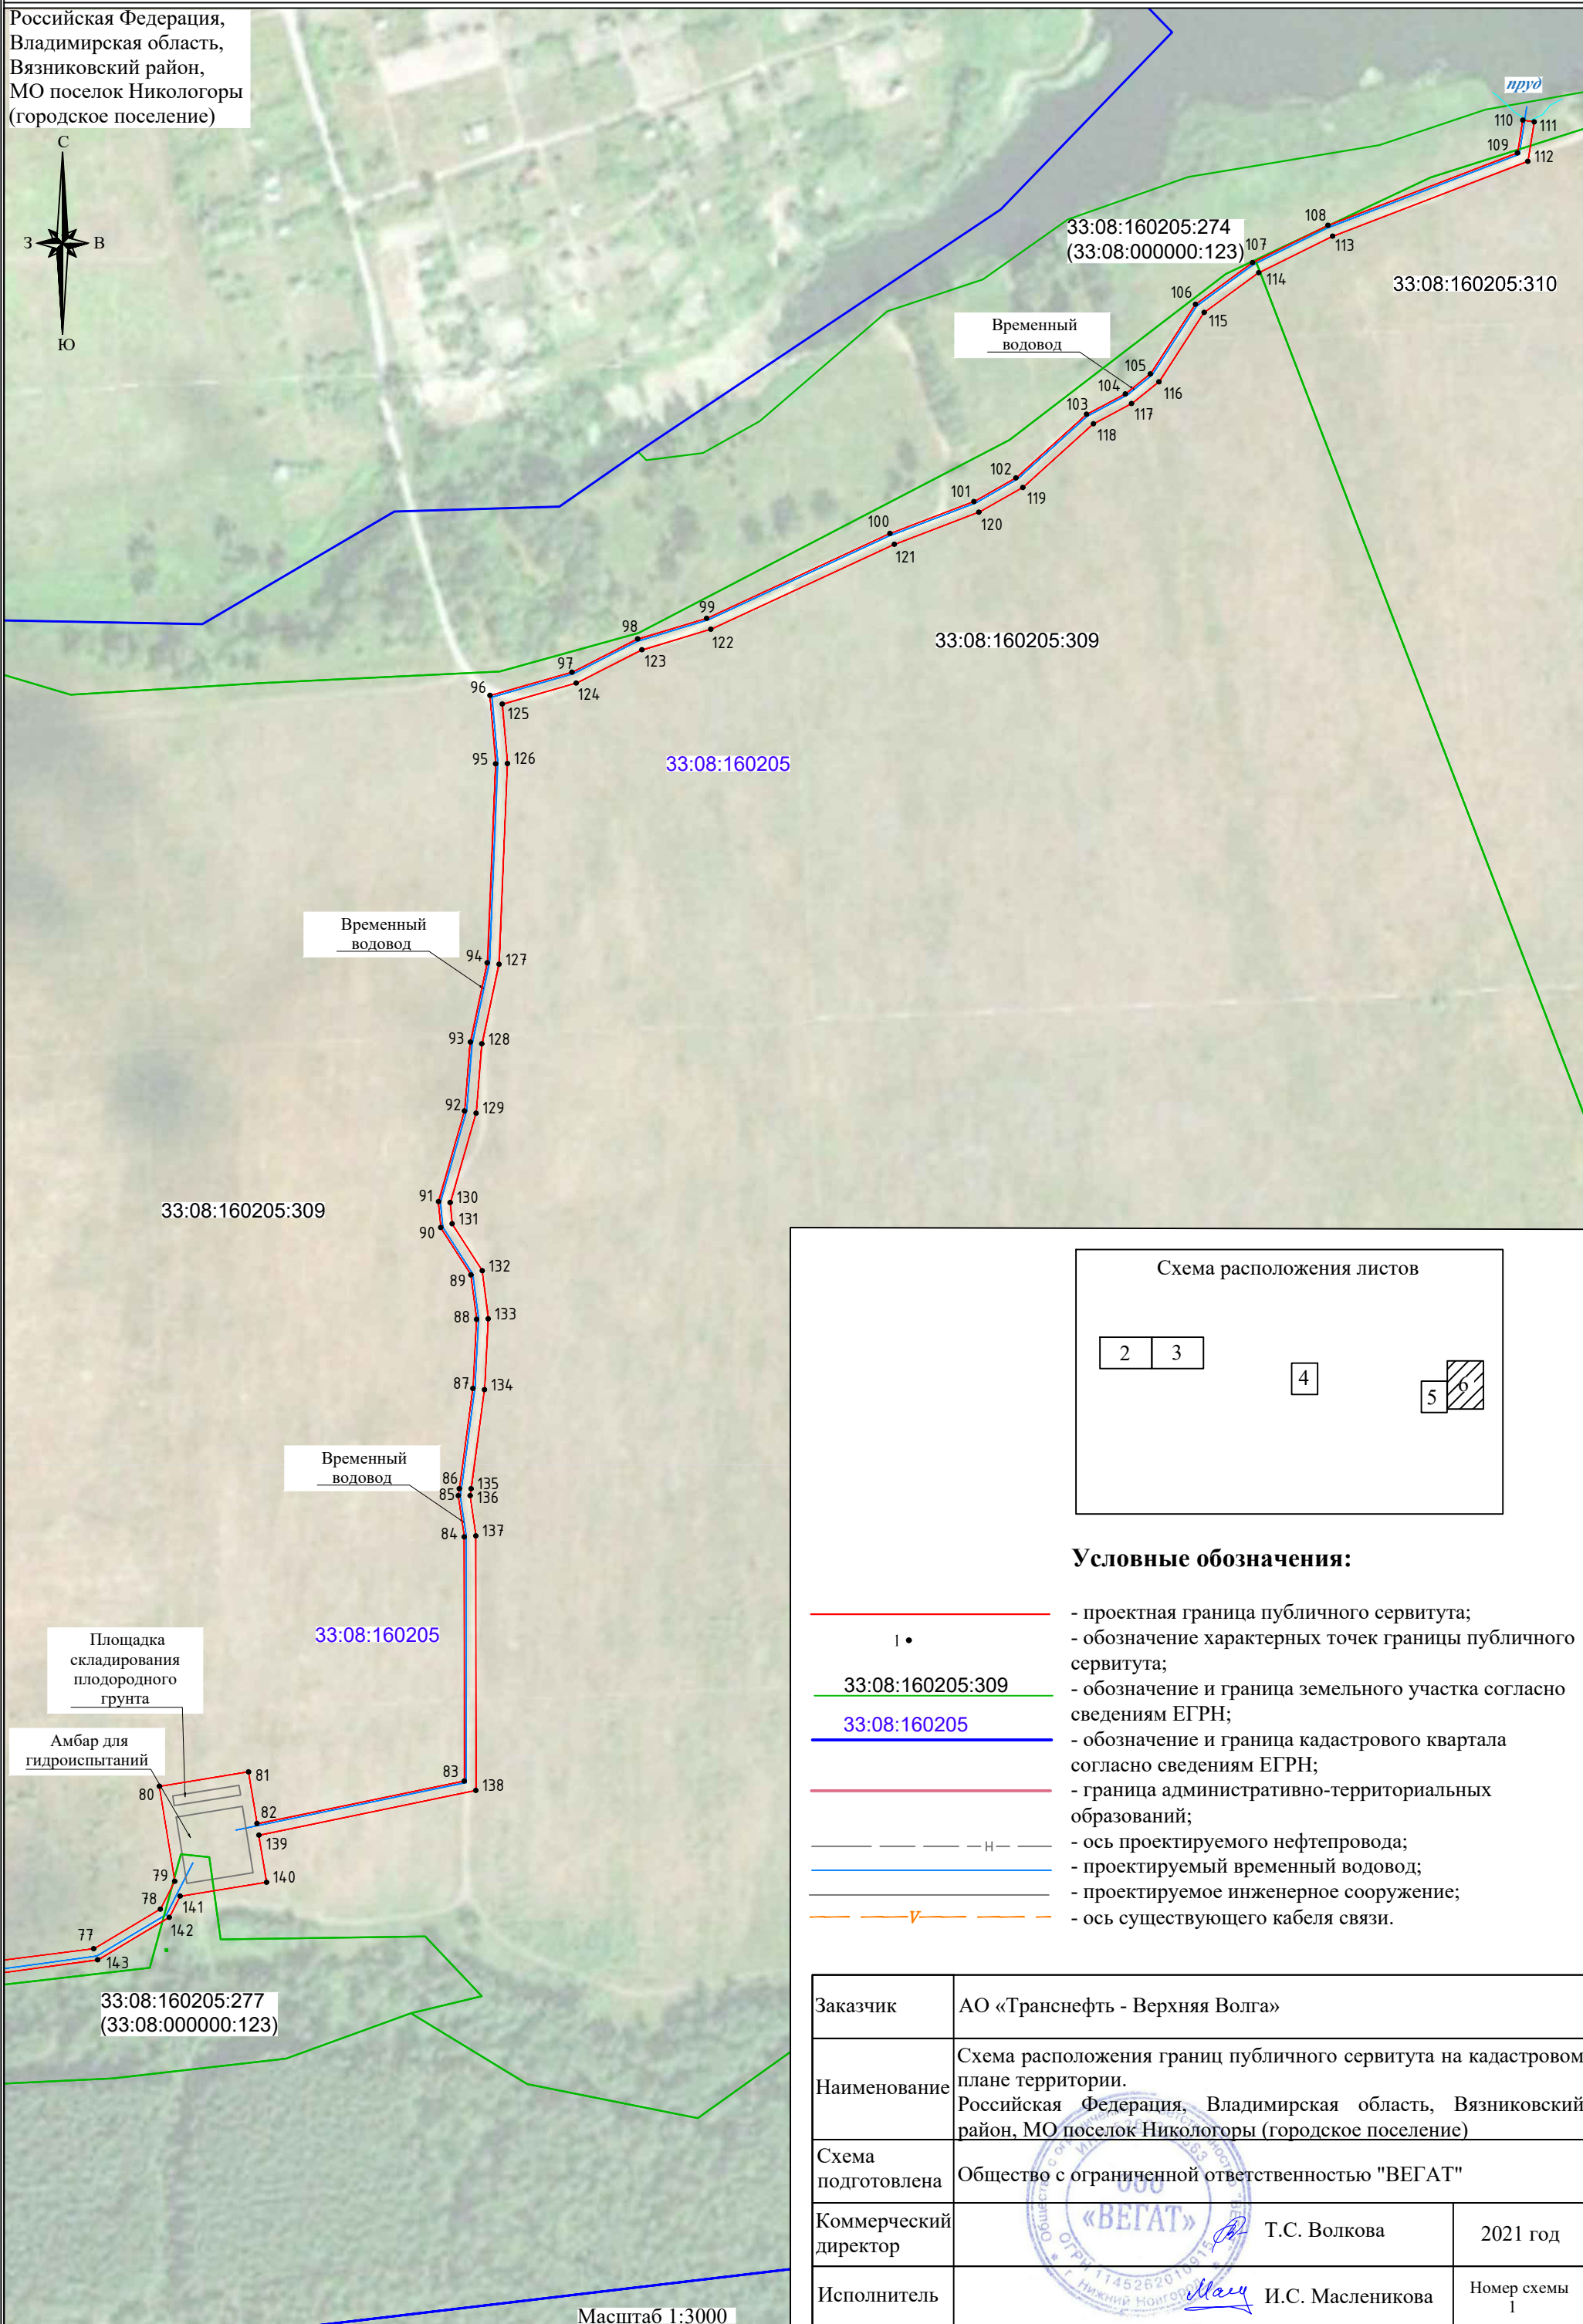 Российская Федерация,
Владимирская область,
Вязниковский район,
МО поселок Никологоры
(городское поселение)
С
З
В
Ю
пруд
110
111
109
112
108
33:08:160205:274
(33:08:000000:123)
107
113
114
33:08:160205:310
106
115
Временный
водовод
105
104
116
103
117
118
102
101
119
100
120
121
99
98
122
33:08:160205:309
123
97
96
124
125
95
126
33:08:160205
Временный
водовод
94
127
93
128
92
129
91
130
33:08:160205:309
90
131
89
132
88
133
87
134
Временный
водовод
86
135
85
136
84
137
33:08:160205
Площадка
складирования
плодородного
грунта
Амбар для
гидроиспытаний
80
81
83
138
82
139
79
140
78
141
142
77
143
33:08:160205:277
(33:08:000000:123)
Масштаб 1:3000
Схема расположения листов
2
3
4
5
6
Условные обозначения:
- проектная граница публичного сервитута;
1
- обозначение характерных точек границы публичного
сервитута;
33:08:160205:309
- обозначение и граница земельного участка согласно
сведениям ЕГРН;
33:08:160205
- обозначение и граница кадастрового квартала
согласно сведениям ЕГРН;
- граница административно-территориальных
образований;
Н
- ось проектируемого нефтепровода;
- проектируемый временный водовод;
- проектируемое инженерное сооружение;
V
- ось существующего кабеля связи.
Заказчик
АО «Транснефть - Верхняя Волга»
Наименование
Схема расположения границ публичного сервитута на кадастровом
плане территории.
Российская Федерация, Владимирская область, Вязниковский
район, МО поселок Никологоры (городское поселение)
Схема
подготовлена
Общество с ограниченной ответственностью "ВЕГАТ"
ООО
«ВЕГАТ»
Коммерческий
директор
Т.С. Волкова
2021 год
Исполнитель
И.С. Масленикова
Номер схемы
1